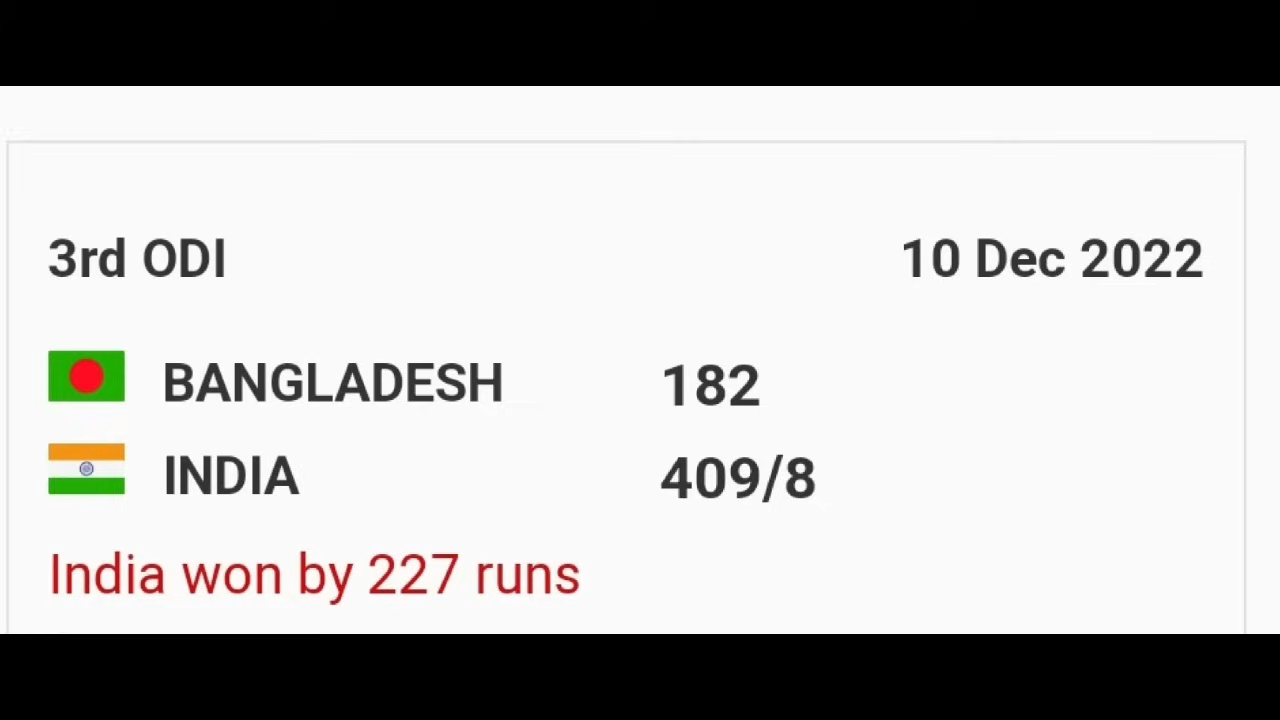 3rd ODI 10 Dec 2022
BANGLADESH 182
INDIA 409/8
India won by 227 runs